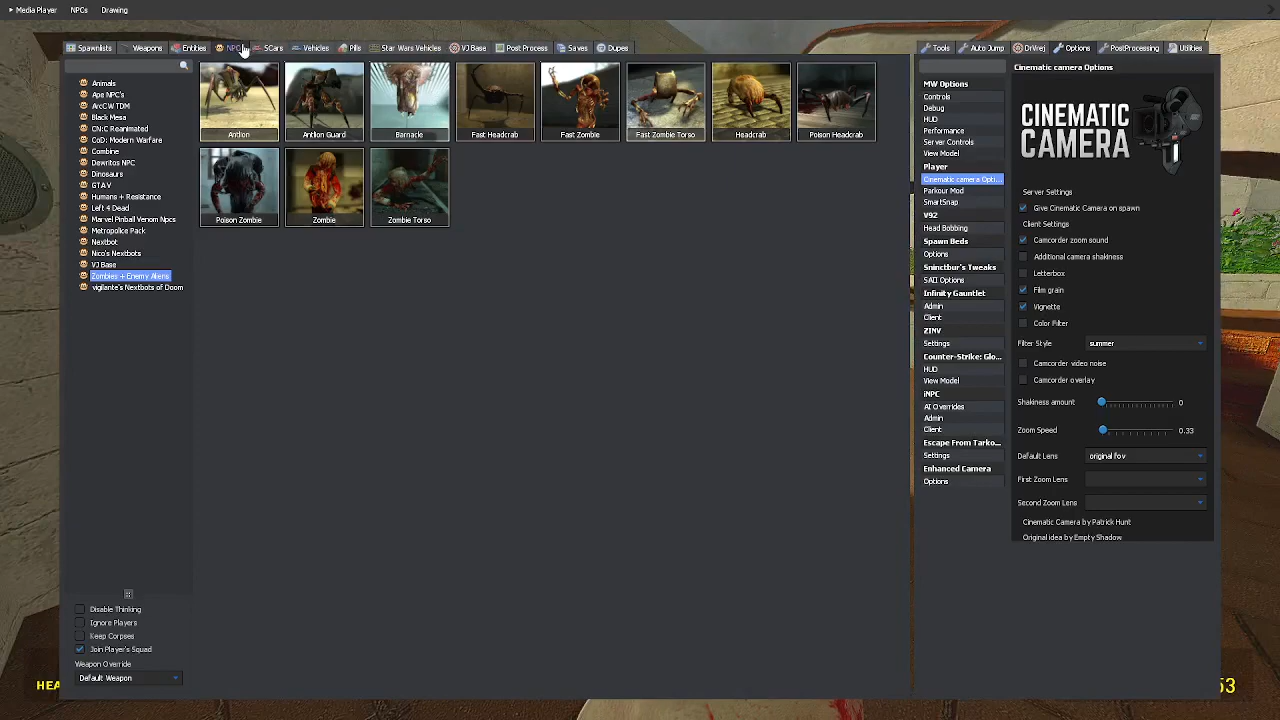 Media Player NPCs Drawing
Spawnlists Weapons Entities NPC SCars Vehicles Pills Star Wars Vehicles VJ Base Post Process Saves Dupes
Tools Auto Jump DrVrej Options PostProcessing Utilities
Animals
Ape NPC's
ArcCW TDM
Black Mesa
CN:C Reanimated
CoD: Modern Warfare
Combine
Dewritos NPC
Dinosaurs
GTA V
Humans + Resistance
Left 4 Dead
Marvel Pinball Venom Npcs
Metropolice Pack
Nextbot
Nico's Nextbots
VJ Base
Zombies + Enemy Aliens
vigilante's Nextbots of Doom
Antlion
Antlion Guard
Barnacle
Fast Headcrab
Fast Zombie
Fast Zombie Torso
Headcrab
Poison Headcrab
Poison Zombie
Zombie
Zombie Torso
Disable Thinking
Ignore Players
Keep Corpses
Join Player's Squad
Weapon Override
Default Weapon
HEA
53
MW Options
Controls
Debug
HUD
Performance
Server Controls
View Model
Player
Cinematic camera Opti...
Parkour Mod
SmartSnap
V92
Head Bobbing
Spawn Beds
Options
Sninctbur's Tweaks
SAII Options
Infinity Gauntlet
Admin
Client
ZINV
Settings
Counter-Strike: Glo...
HUD
View Model
iNPC
AI Overrides
Admin
Client
Escape From Tarko...
Settings
Enhanced Camera
Options
Cinematic camera Options
CINEMATIC
CAMERA
Server Settings
Give Cinematic Camera on spawn
Client Settings
Camcorder zoom sound
Additional camera shakiness
Letterbox
Film grain
Vignette
Color Filter
Filter Style summer
Camcorder video noise
Camcorder overlay
Shakiness amount 0
Zoom Speed 0.33
Default Lens original fov
First Zoom Lens
Second Zoom Lens
Cinematic Camera by Patrick Hunt
Original idea by Empty Shadow